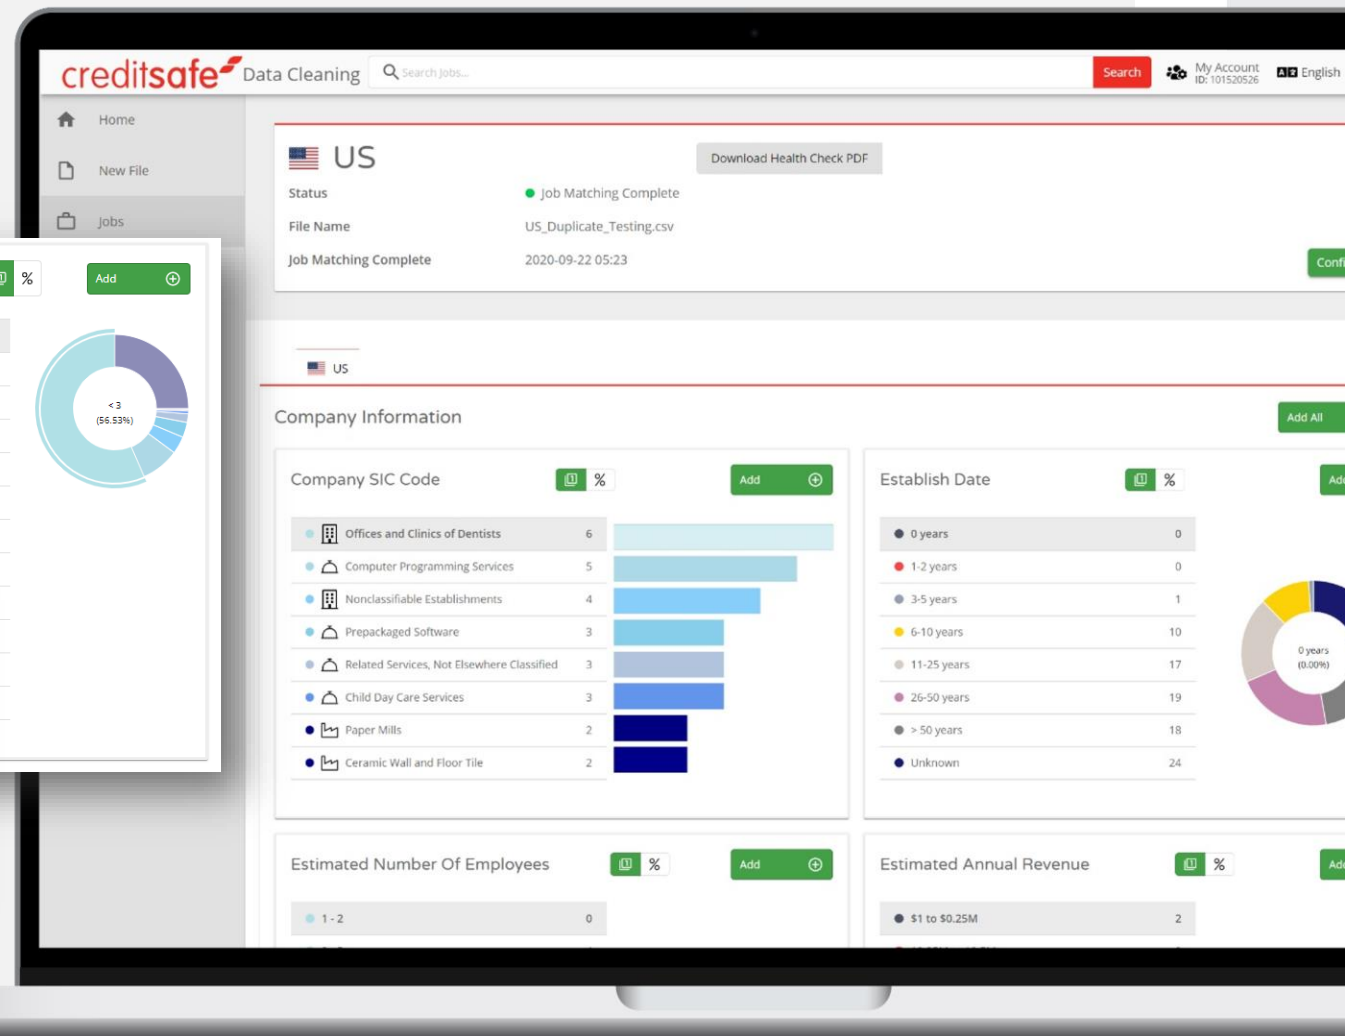 creditsafe Data Cleaning
Search Jobs...
Search
My Account
ID: 101520526
English
Home
New File
Jobs
US
Download Health Check PDF
Status
Job Matching Complete
File Name
US_Duplicate_Testing.csv
Job Matching Complete
2020-09-22 05:23
Confi
%
Add
< 3
(56.53%)
US
Company Information
Add All
Company SIC Code
%
Add
Offices and Clinics of Dentists 6
Computer Programming Services 5
Nonclassifiable Establishments 4
Prepackaged Software 3
Related Services, Not Elsewhere Classified 3
Child Day Care Services 3
Paper Mills 2
Ceramic Wall and Floor Tile 2
Establish Date
%
Add
0 years 0
1-2 years 0
3-5 years 1
6-10 years 10
11-25 years 17
26-50 years 19
> 50 years 18
Unknown 24
0 years
(0.00%)
Estimated Number Of Employees
%
Add
1 - 2 0
Estimated Annual Revenue
%
Add
$1 to $0.25M 2